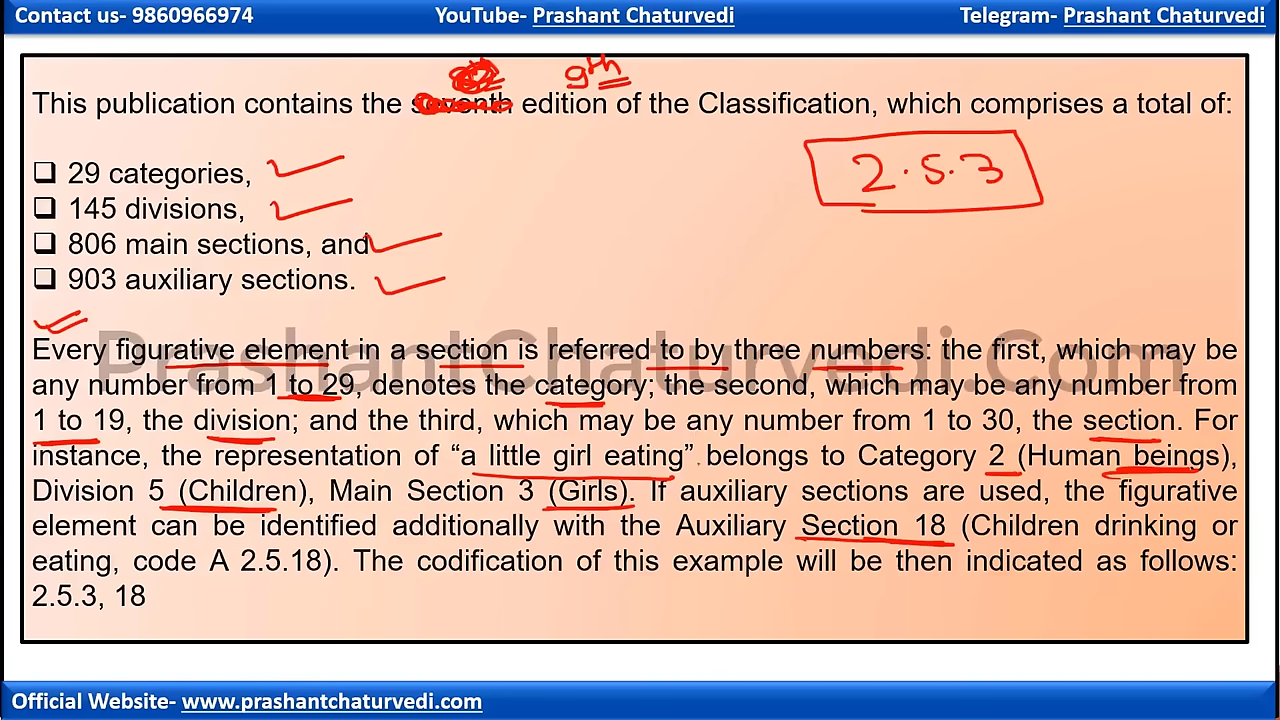 Contact us- 9860966974 YouTube- Prashant Chaturvedi Telegram- Prashant Chaturvedi
9th
This publication contains the seventh edition of the Classification, which comprises a total of:
29 categories,
2.5.3
145 divisions,
806 main sections, and
903 auxiliary sections.
PrashantChaturvedi.Com
Every figurative element in a section is referred to by three numbers: the first, which may be
any number from 1 to 29, denotes the category; the second, which may be any number from
1 to 19, the division; and the third, which may be any number from 1 to 30, the section. For
instance, the representation of “a little girl eating” belongs to Category 2 (Human beings),
Division 5 (Children), Main Section 3 (Girls). If auxiliary sections are used, the figurative
element can be identified additionally with the Auxiliary Section 18 (Children drinking or
eating, code A 2.5.18). The codification of this example will be then indicated as follows:
2.5.3, 18
Official Website- www.prashantchaturvedi.com